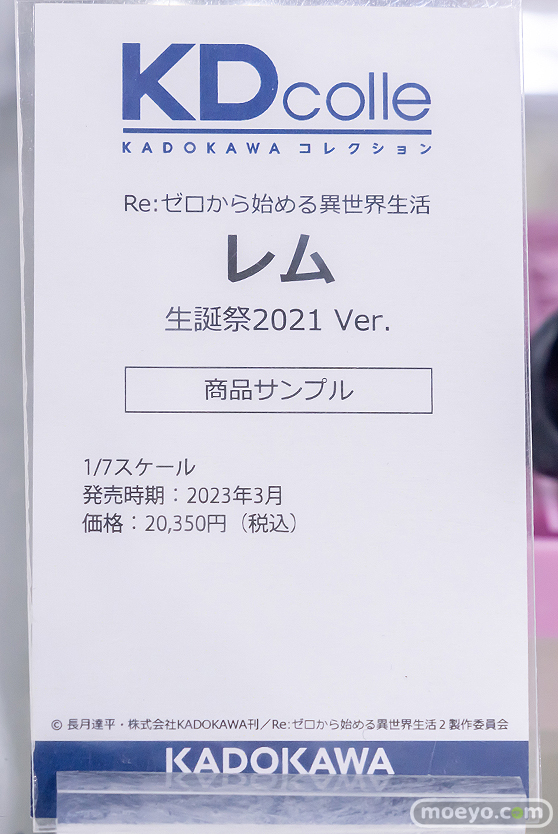 KDcolle
KADOKAWA コレクション
Re:ゼロから始める異世界生活
レム
生誕祭2021 Ver.
商品サンプル
1/7スケール
発売時期：2023年3月
価格：20,350円（税込）
© 長月達平・株式会社KADOKAWA刊／Re:ゼロから始める異世界生活２製作委員会
KADOKAWA
moeyo.com